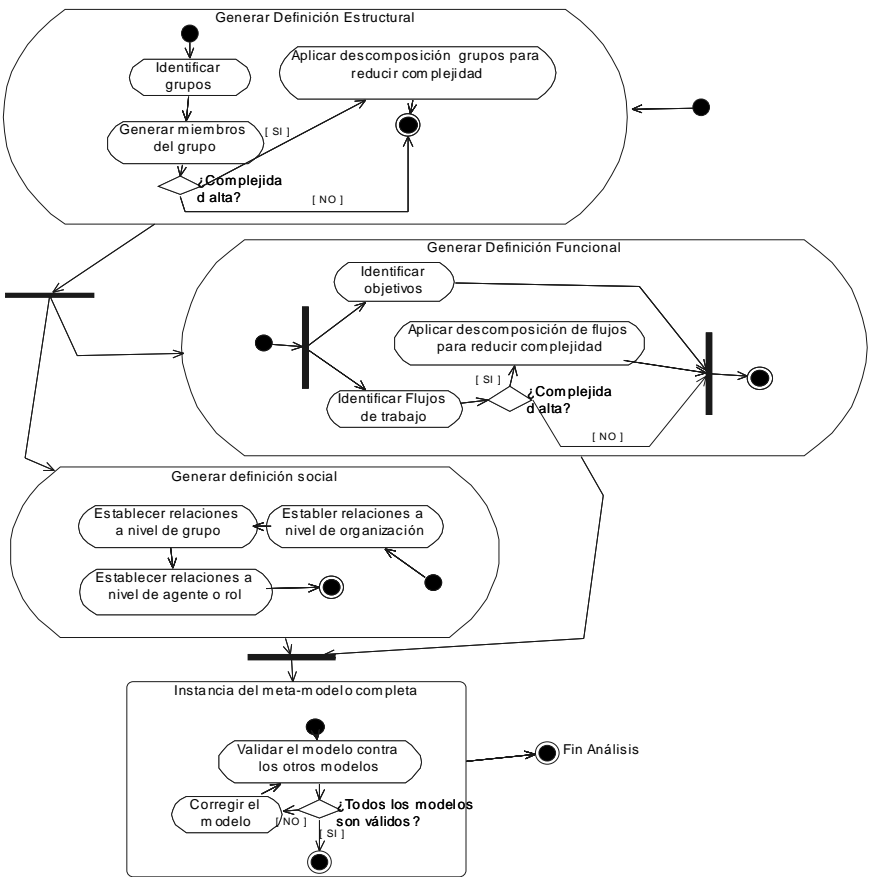 Generar Definición Estructural
Identificar
grupos
Aplicar descomposición grupos para
reducir complejidad
Generar miembros
del grupo
[ SI ]
¿Complejida
d alta?
[ NO ]
Generar Definición Funcional
Identificar
objetivos
Aplicar descomposición de flujos
para reducir complejidad
[ SI ]
Identificar Flujos
de trabajo
¿Complejida
d alta?
[ NO ]
Generar definición social
Establecer relaciones
a nivel de grupo
Establer relaciones a
nivel de organización
Establecer relaciones a
nivel de agente o rol
Instancia del meta-modelo completa
Validar el modelo contra
los otros modelos
Fin Análisis
Corregir el
modelo
[ NO ]
¿Todos los modelos
son válidos?
[ SI ]